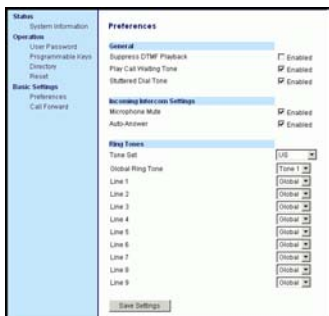 Status
System Information
Operation
User Password
Programmable Keys
Directory
Reset
Basic Settings
Preferences
Call Forward
Preferences
General
Suppress DTMF Playback Enabled
Play Call Waiting Tone Enabled
Stuttered Dial Tone Enabled
Incoming Intercom Settings
Microphone Mute Enabled
Auto-Answer Enabled
Ring Tones
Tone Set US
Global Ring Tone Tone 1
Line 1 Global
Line 2 Global
Line 3 Global
Line 4 Global
Line 5 Global
Line 6 Global
Line 7 Global
Line 8 Global
Line 9 Global
Save Settings